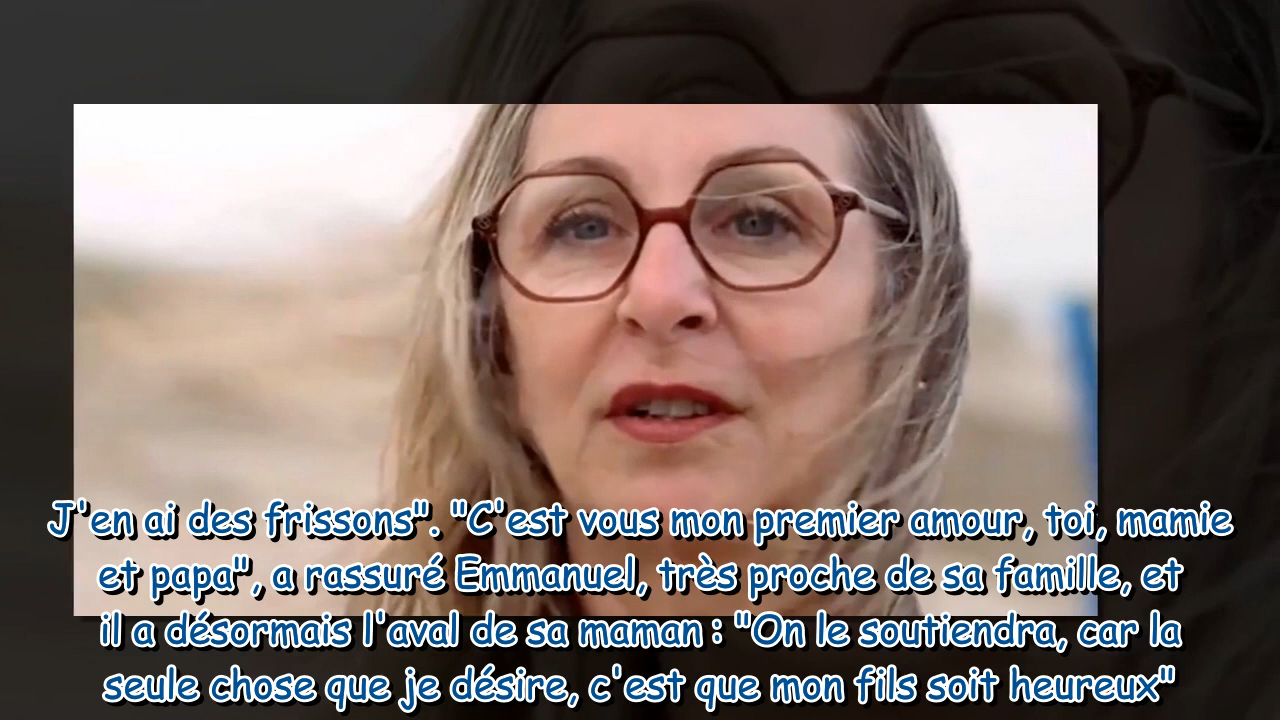 J'en ai des frissons". "C'est vous mon premier amour, toi, mamie
et papa", a rassuré Emmanuel, très proche de sa famille, et
il a désormais l'aval de sa maman : "On le soutiendra, car la
seule chose que je désire, c'est que mon fils soit heureux"